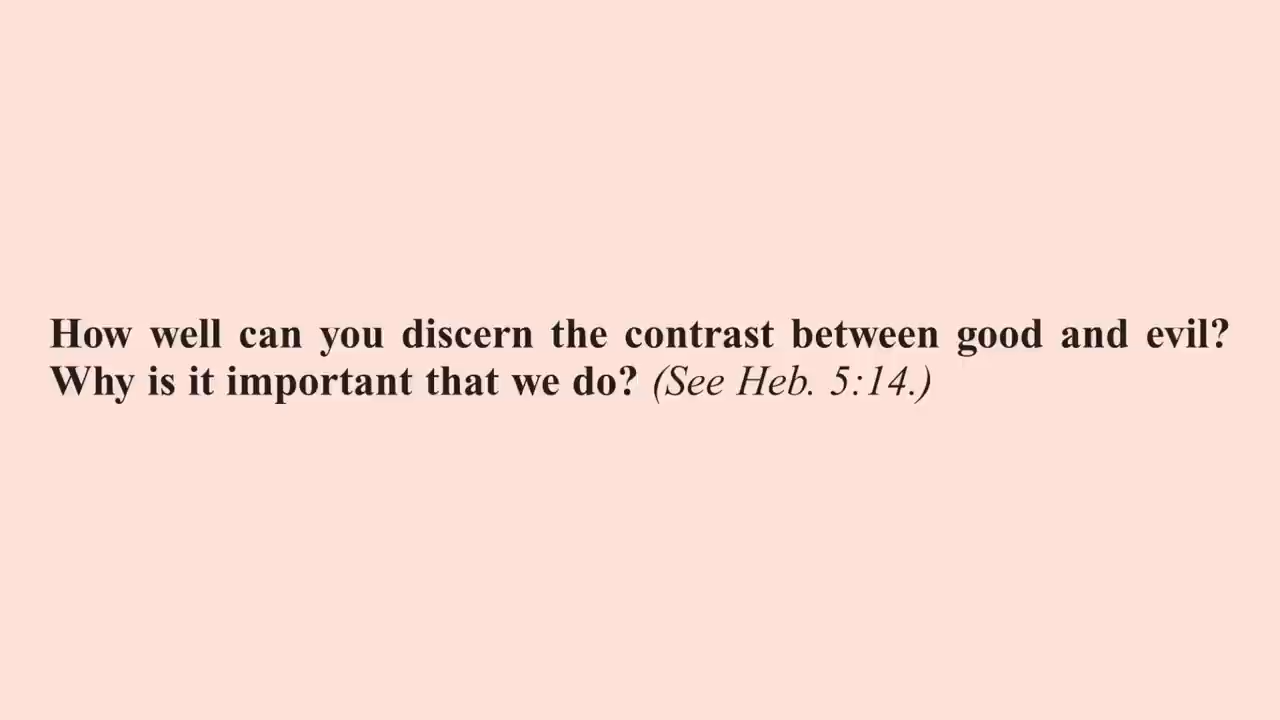 How well can you discern the contrast between good and evil?
Why is it important that we do? (See Heb. 5:14.)